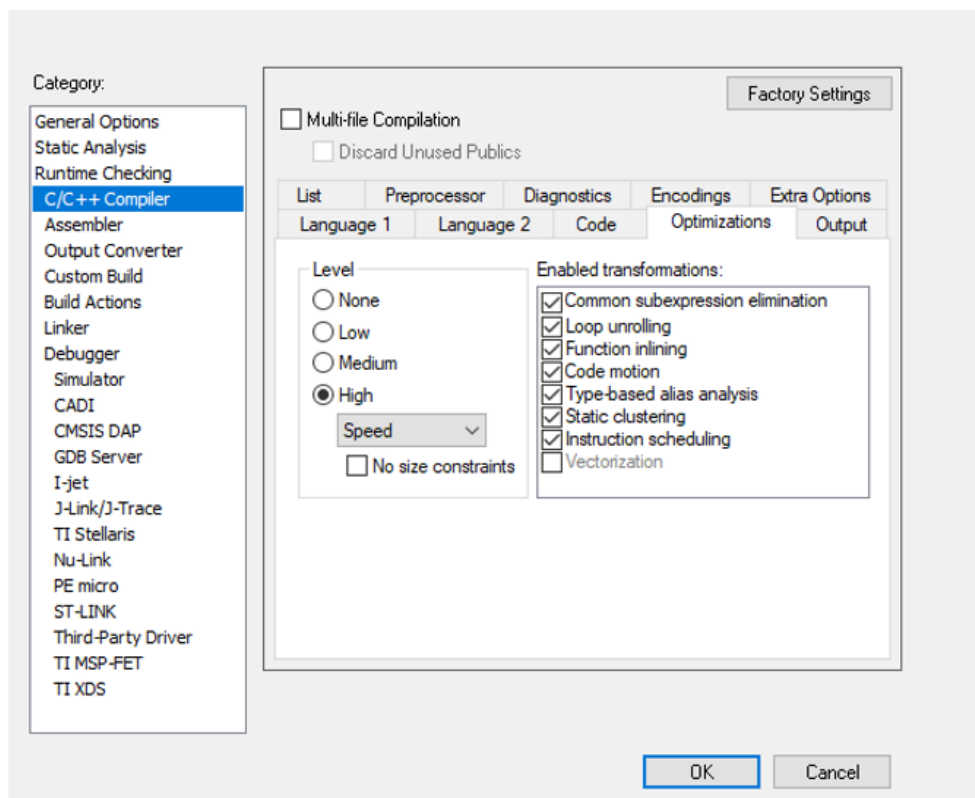 Category:
General Options
Static Analysis
Runtime Checking
C/C++ Compiler
Assembler
Output Converter
Custom Build
Build Actions
Linker
Debugger
Simulator
CADI
CMSIS DAP
GDB Server
I-jet
J-Link/J-Trace
TI Stellaris
Nu-Link
PE micro
ST-LINK
Third-Party Driver
TI MSP-FET
TI XDS
Factory Settings
Multi-file Compilation
Discard Unused Publics
List Preprocessor Diagnostics Encodings Extra Options
Language 1 Language 2 Code Optimizations Output
Level
None
Low
Medium
High
Speed
No size constraints
Enabled transformations:
Common subexpression elimination
Loop unrolling
Function inlining
Code motion
Type-based alias analysis
Static clustering
Instruction scheduling
Vectorization
OK Cancel